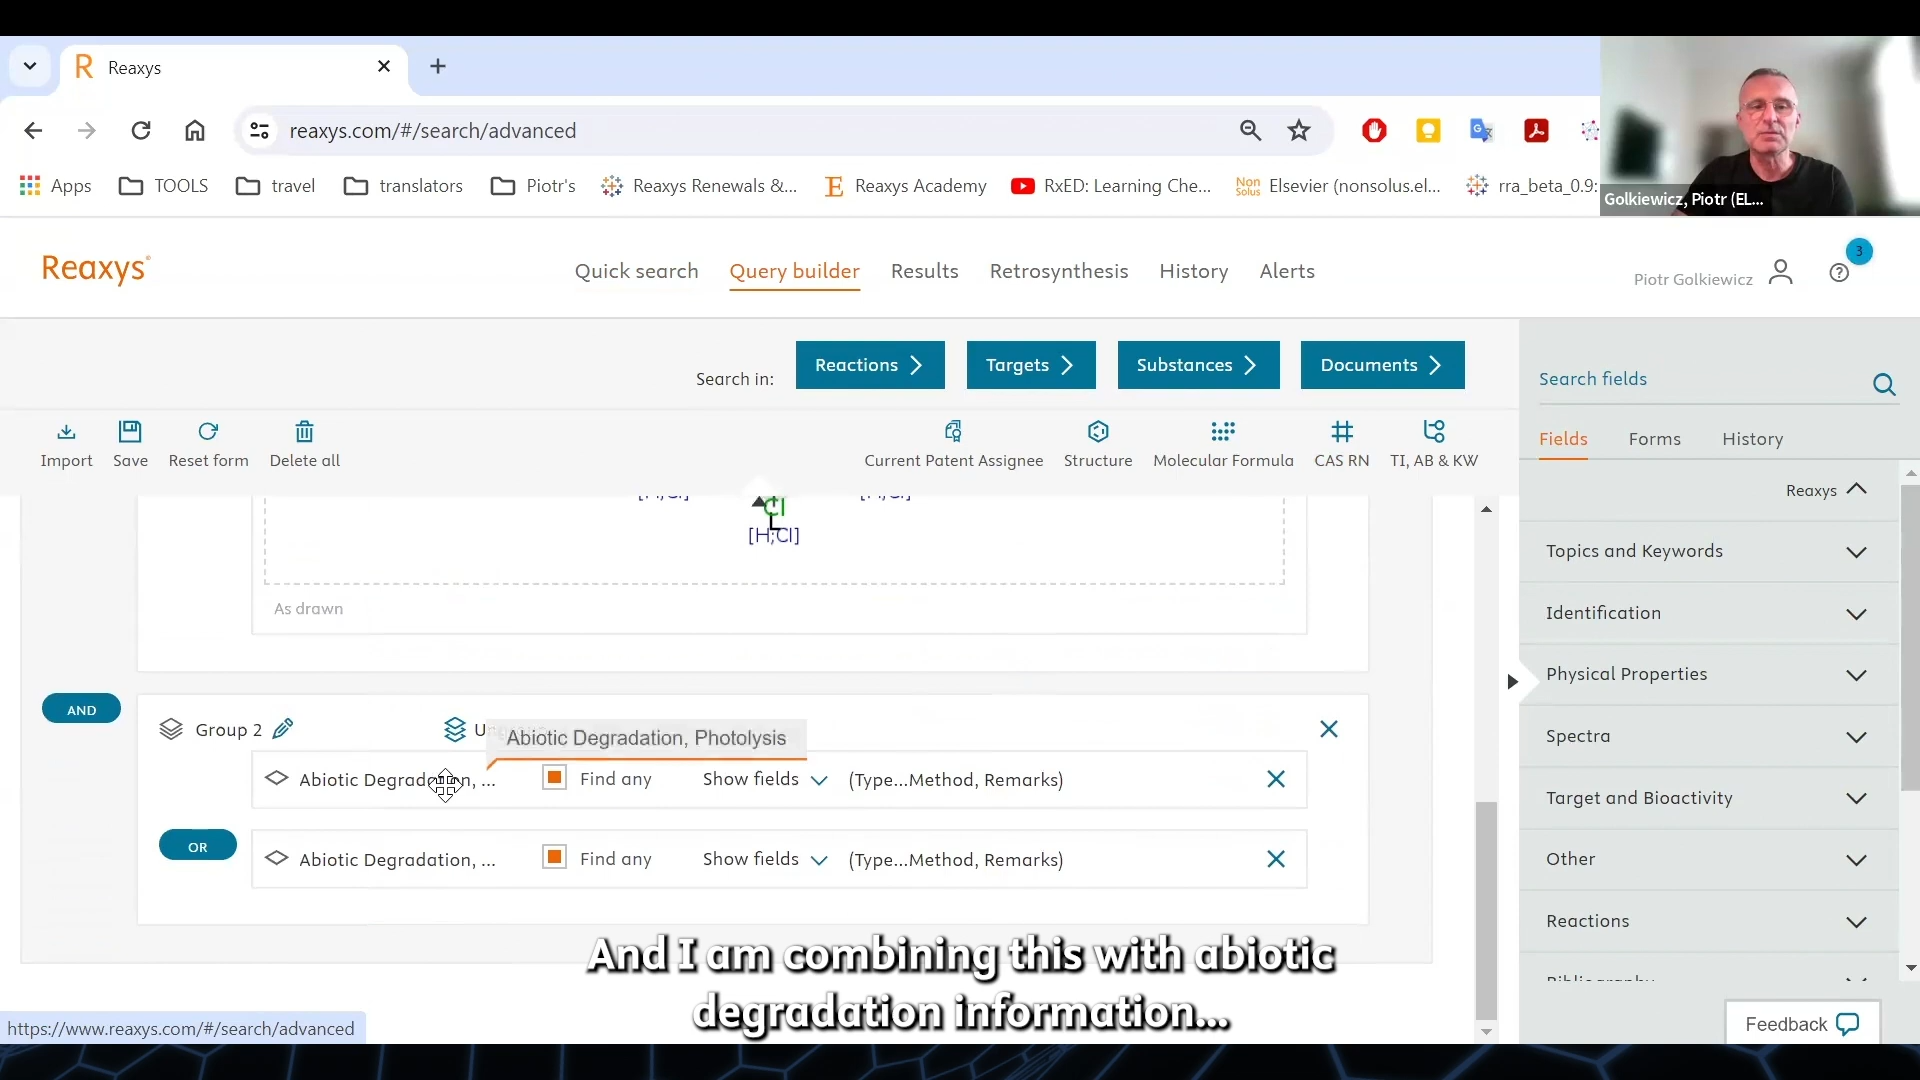 Reaxys
reaxys.com/#/search/advanced
Apps TOOLS travel translators Piotr's Reaxys Renewals &... Reaxys Academy RxED: Learning Che... Non Solus Elsevier (nonsolus.el... rra_beta_0.9:
Golkiewicz, Piotr (EL...
Reaxys
Quick search Query builder Results Retrosynthesis History Alerts
Piotr Golkiewicz
3
Search in: Reactions Targets Substances Documents
Import Save Reset form Delete all
Current Patent Assignee Structure Molecular Formula CAS RN TI, AB & KW
[H;Cl] Cl [H;Cl]
[H;Cl]
As drawn
AND
Group 2
Abiotic Degradation, Photolysis
Abiotic Degradation, ... Find any Show fields (Type...Method, Remarks)
OR
Abiotic Degradation, ... Find any Show fields (Type...Method, Remarks)
Search fields
Fields Forms History
Reaxys
Topics and Keywords
Identification
Physical Properties
Spectra
Target and Bioactivity
Other
Reactions
Bibliography
Feedback
And I am combining this with abiotic
degradation information...
https://www.reaxys.com/#/search/advanced